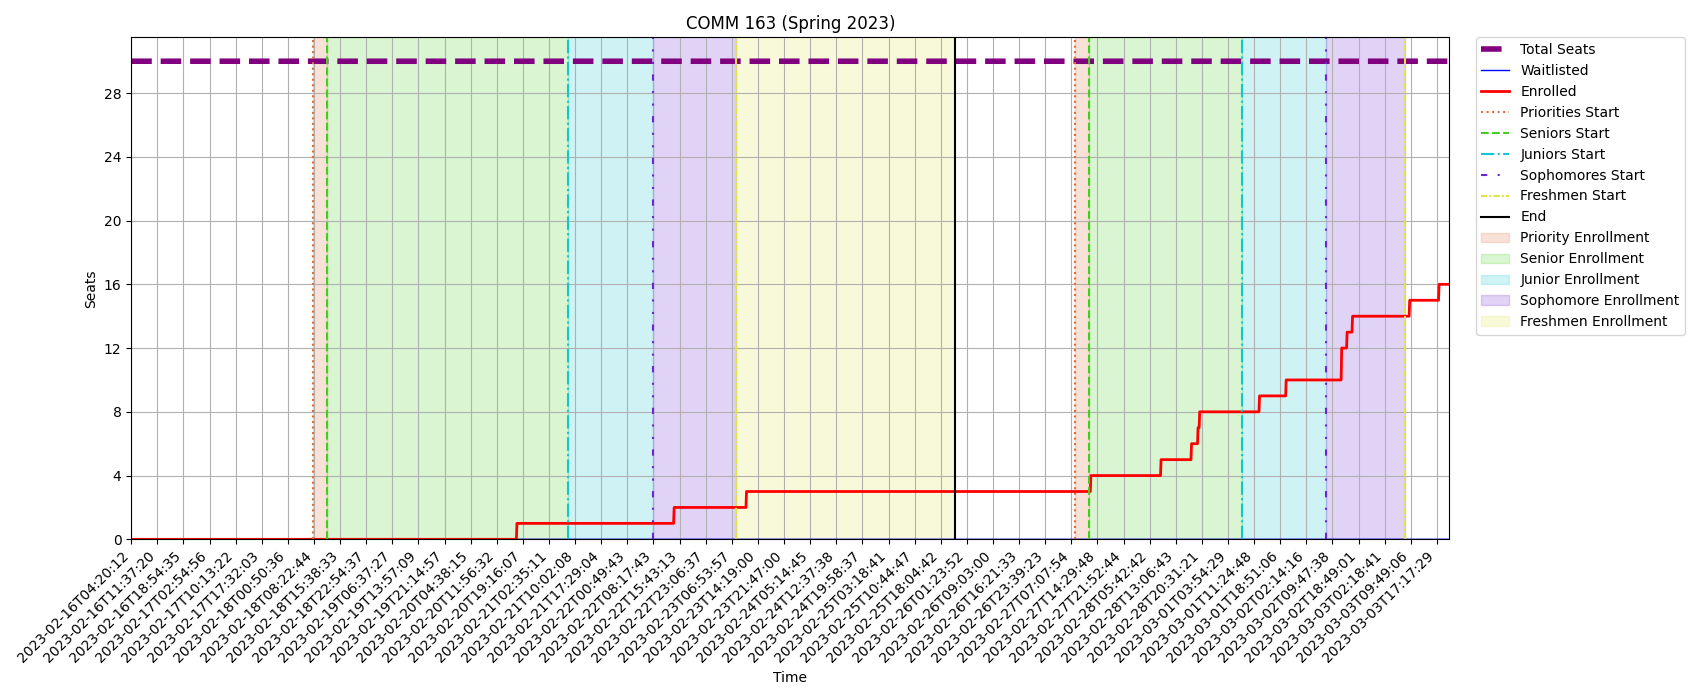 COMM 163 (Spring 2023)
Seats
28
24
20
16
12
8
4
0
2023-02-16T04:20:12
2023-02-16T11:37:20
2023-02-16T18:54:35
2023-02-17T02:54:56
2023-02-17T10:13:22
2023-02-17T17:32:03
2023-02-18T00:50:36
2023-02-18T08:22:44
2023-02-18T15:38:33
2023-02-18T22:54:37
2023-02-19T06:37:27
2023-02-19T13:57:09
2023-02-19T21:14:57
2023-02-20T04:38:15
2023-02-20T11:56:32
2023-02-20T19:16:07
2023-02-21T02:35:11
2023-02-21T10:02:08
2023-02-21T17:29:04
2023-02-22T00:49:43
2023-02-22T08:17:43
2023-02-22T15:43:13
2023-02-22T23:06:37
2023-02-23T06:53:57
2023-02-23T14:19:00
2023-02-23T21:47:00
2023-02-24T05:14:45
2023-02-24T12:37:38
2023-02-24T19:58:37
2023-02-25T03:18:41
2023-02-25T10:44:47
2023-02-25T18:04:42
2023-02-26T01:23:52
2023-02-26T09:03:00
2023-02-26T16:21:33
2023-02-26T23:39:23
2023-02-27T07:07:54
2023-02-27T14:29:48
2023-02-27T21:52:44
2023-02-28T05:42:42
2023-02-28T13:06:43
2023-02-28T20:31:21
2023-03-01T03:54:29
2023-03-01T11:24:48
2023-03-01T18:51:06
2023-03-02T02:14:16
2023-03-02T09:47:38
2023-03-02T18:49:01
2023-03-03T02:18:41
2023-03-03T09:49:06
2023-03-03T17:17:29
Time
Total Seats
Waitlisted
Enrolled
Priorities Start
Seniors Start
Juniors Start
Sophomores Start
Freshmen Start
End
Priority Enrollment
Senior Enrollment
Junior Enrollment
Sophomore Enrollment
Freshmen Enrollment